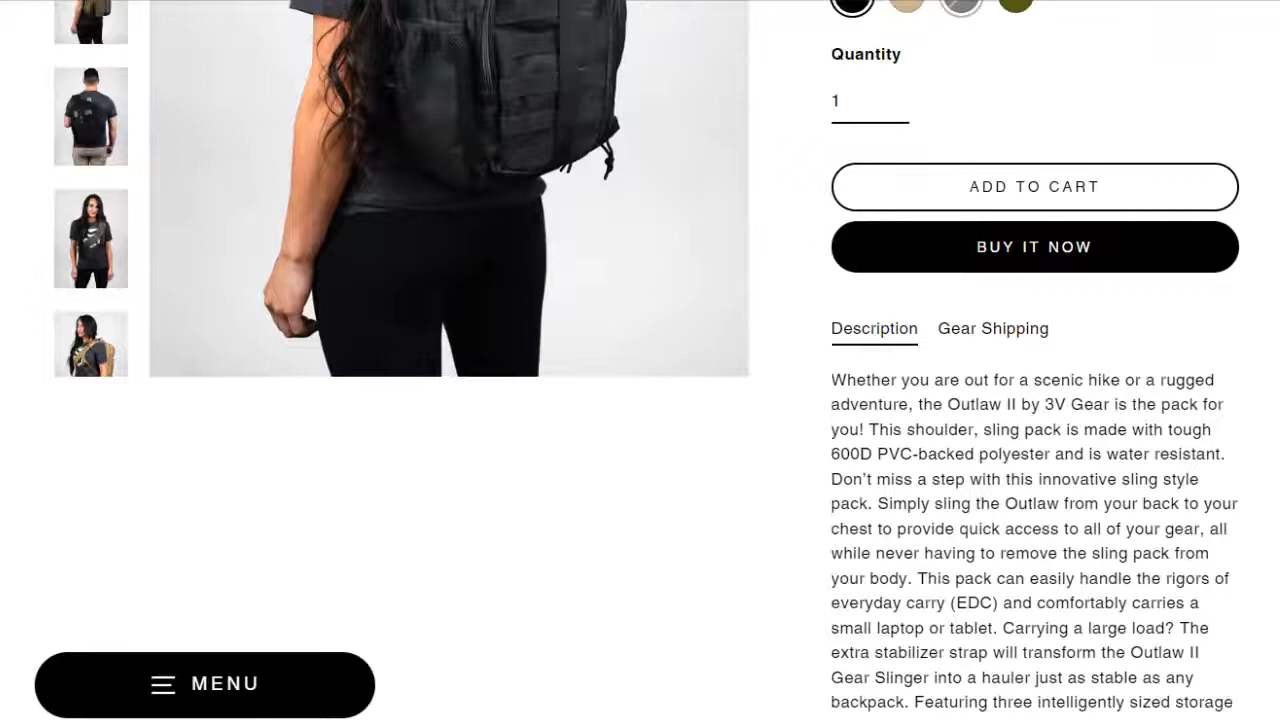 Quantity
1
ADD TO CART
BUY IT NOW
Description Gear Shipping
Whether you are out for a scenic hike or a rugged
adventure, the Outlaw II by 3V Gear is the pack for
you! This shoulder, sling pack is made with tough
600D PVC-backed polyester and is water resistant.
Don't miss a step with this innovative sling style
pack. Simply sling the Outlaw from your back to your
chest to provide quick access to all of your gear, all
while never having to remove the sling pack from
your body. This pack can easily handle the rigors of
everyday carry (EDC) and comfortably carries a
small laptop or tablet. Carrying a large load? The
extra stabilizer strap will transform the Outlaw II
Gear Slinger into a hauler just as stable as any
backpack. Featuring three intelligently sized storage
MENU